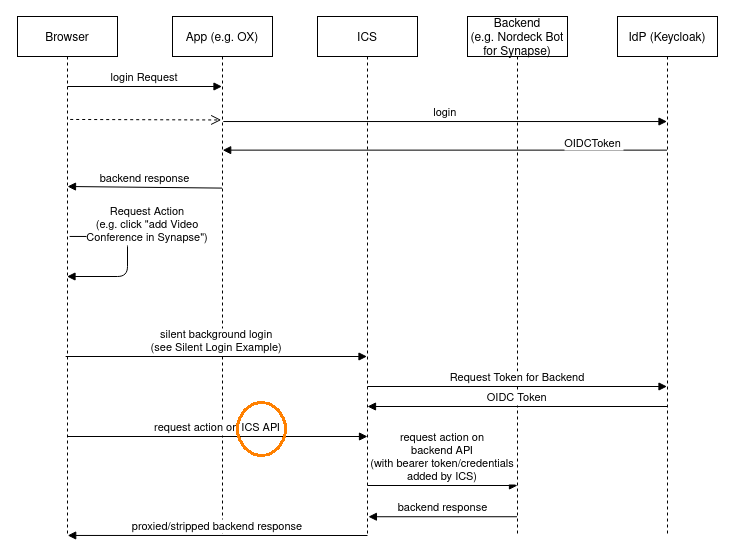 Browser
App (e.g. OX)
ICS
Backend
(e.g. Nordeck Bot
for Synapse)
IdP (Keycloak)
login Request
login
OIDCToken
backend response
Request Action
(e.g. click "add Video
Conference in Synapse")
silent background login
(see Silent Login Example)
Request Token for Backend
OIDC Token
request action on ICS API
request action on
backend API
(with bearer token/credentials
added by ICS)
backend response
proxied/stripped backend response